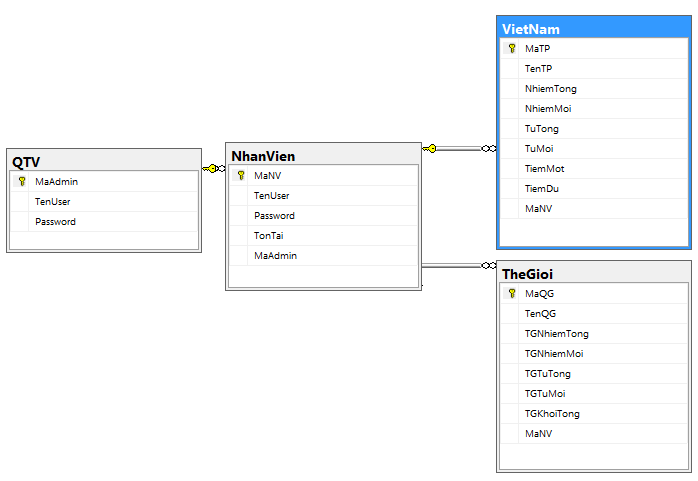 QTV
MaAdmin
TenUser
Password
NhanVien
MaNV
TenUser
Password
TonTai
MaAdmin
VietNam
MaTP
TenTP
NhiemTong
NhiemMoi
TuTong
TuMoi
TiemMot
TiemDu
MaNV
TheGioi
MaQG
TenQG
TGNhiemTong
TGNhiemMoi
TGTuTong
TGTuMoi
TGKhoiTong
MaNV